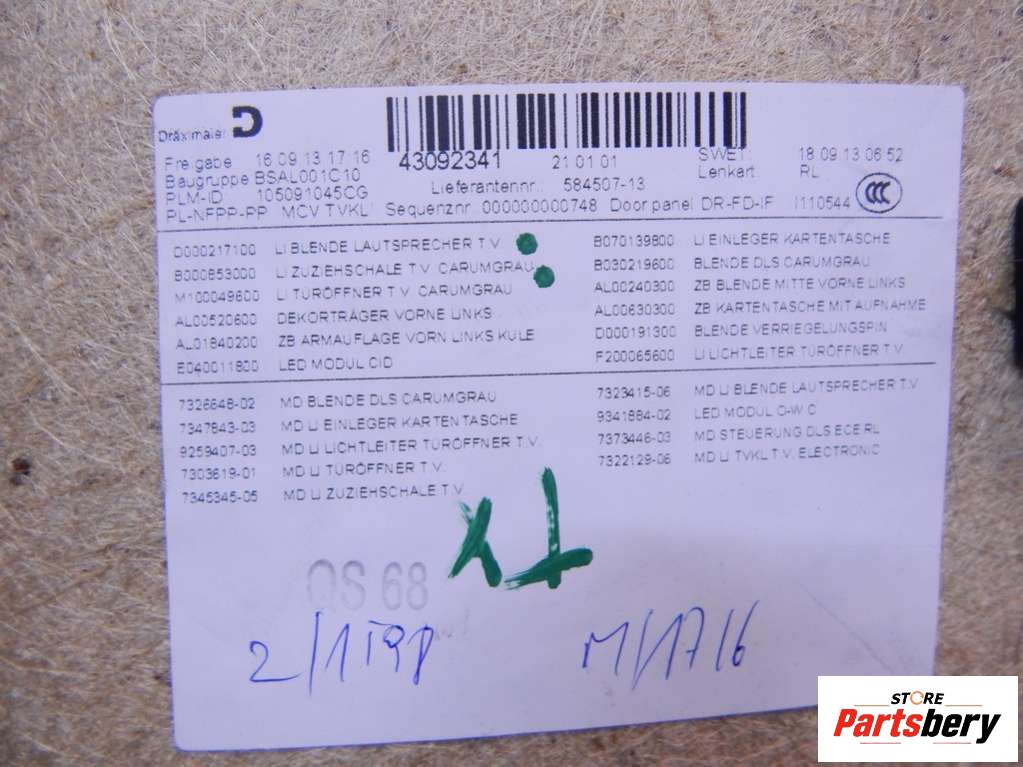 Dräxlmaier D
Freigabe 16.09.13 17:16 43092341 21 01 01 SWET: 18.09.13 06:52
Baugruppe BSAL001C10 Lieferantennr.: 584507-13 Lenkart: RL
PLM-ID 105091045CG
PL-NFPP-PP MCV TVKL Sequenznr 000000000748 Door panel DR-FD-IF I110544 CCC
D000217100 LI BLENDE LAUTSPRECHER T.V.
B000853000 LI ZUZIEHSCHALE T.V. CARUMGRAU
M100049600 LI TÜRÖFFNER T.V. CARUMGRAU
AL00520600 DEKORTRÄGER VORNE LINKS
AL01840200 ZB ARMAUFLAGE VORN LINKS KULE
E040011800 LED MODUL CID
B070139800 LI EINLEGER KARTENTASCHE
B030219600 BLENDE DLS CARUMGRAU
AL00240300 ZB BLENDE MITTE VORNE LINKS
AL00630300 ZB KARTENTASCHE MIT AUFNAHME
D000191300 BLENDE VERRIEGELUNGSPIN
F200065600 LI LICHTLEITER TÜRÖFFNER T.V.
7326648-02 MD BLENDE DLS CARUMGRAU
7347843-03 MD LI EINLEGER KARTENTASCHE
9259407-03 MD LI LICHTLEITER TÜRÖFFNER T.V.
7303619-01 MD LI TÜRÖFFNER T.V.
7345345-05 MD LI ZUZIEHSCHALE T.V.
7323415-06 MD LI BLENDE LAUTSPRECHER T.V.
9341884-02 LED MODUL O-W C
7373446-03 MD STEUERUNG DLS ECE RL
7322129-06 MD LI TVKL T.V. ELECTRONIC
QS 68
M/17/6
STORE
Partsbery